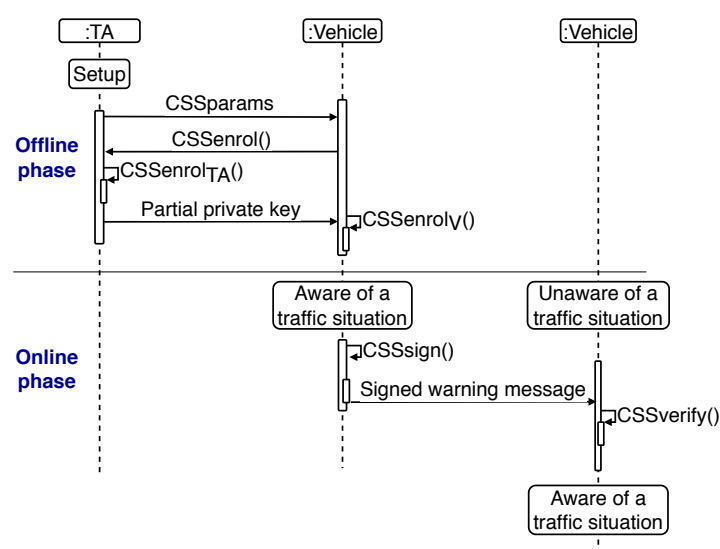 :TA
:Vehicle
:Vehicle
Setup
CSSparams
Offline
phase
CSSenrol()
CSSenrolTA()
Partial private key
CSSenrolV()
Aware of a
traffic situation
Unaware of a
traffic situation
Online
phase
CSSsign()
Signed warning message
CSSverify()
Aware of a
traffic situation